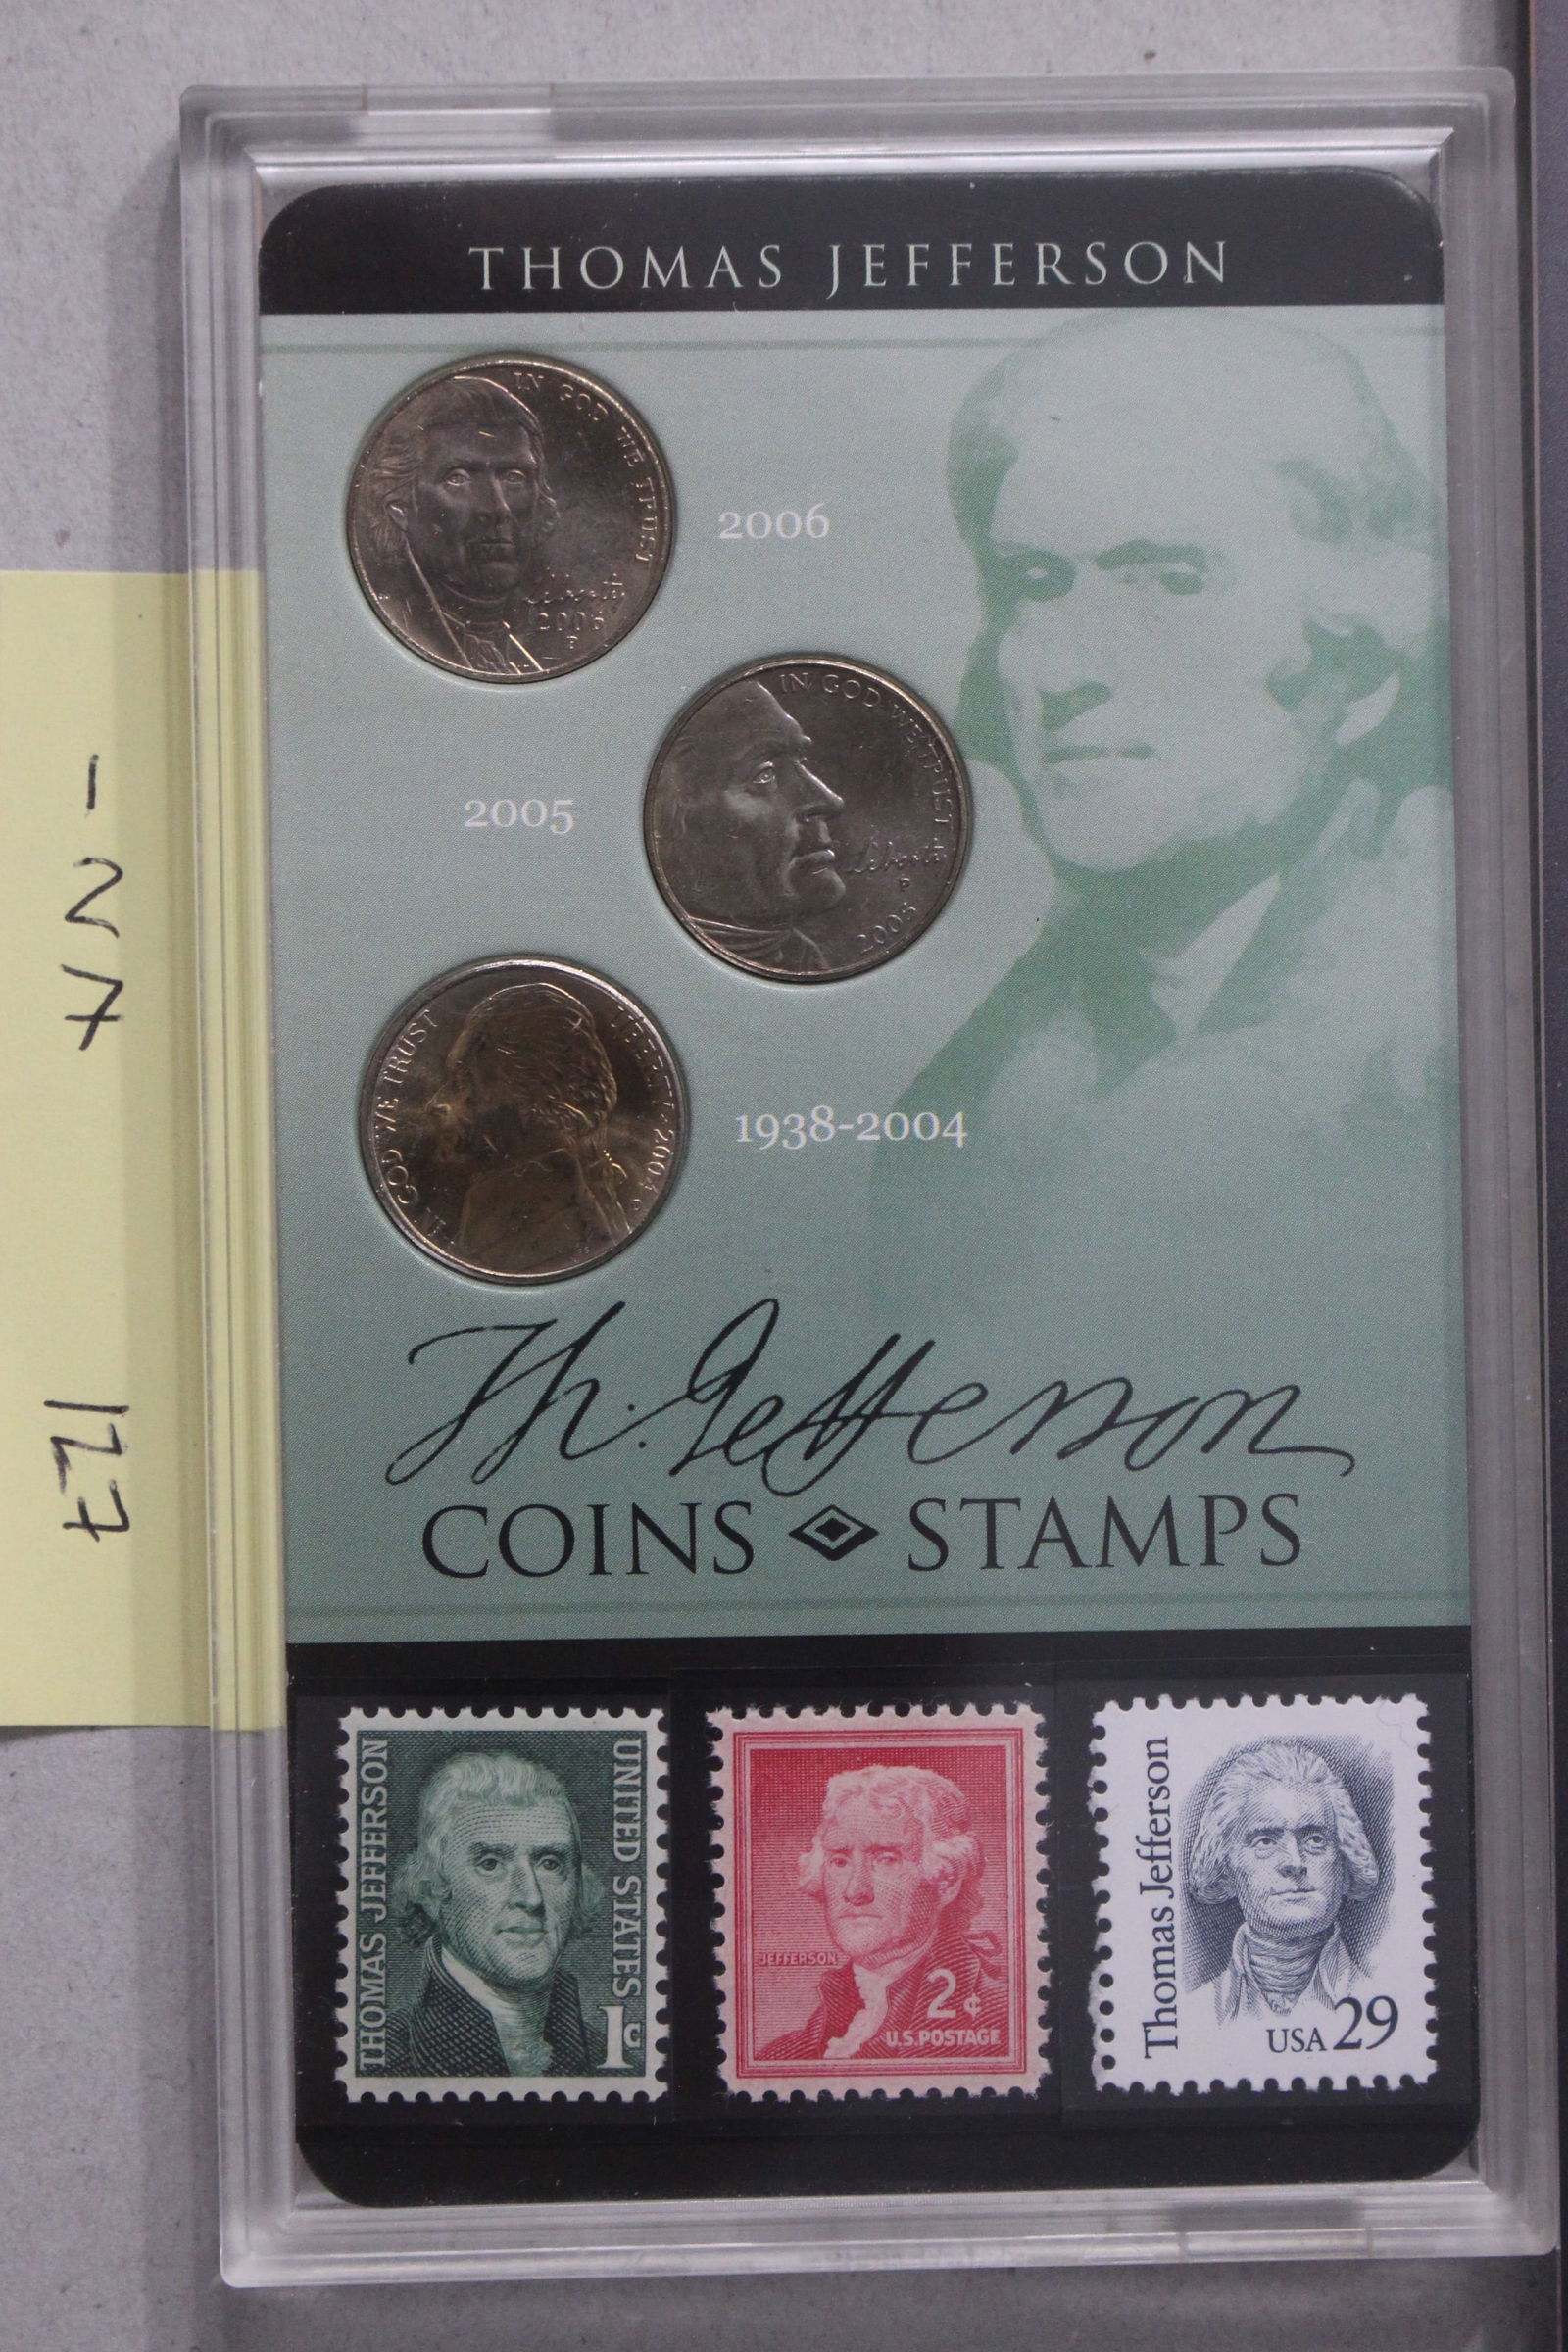 THOMAS JEFFERSON
IN GOD WE TRUST
Liberty
2006
P
2006
IN GOD WE TRUST
Liberty
P
2005
2005
IN GOD WE TRUST
LIBERTY 2004
1938-2004
Th. Jefferson
COINS STAMPS
THOMAS JEFFERSON
UNITED STATES
1c
JEFFERSON
2¢
U.S. POSTAGE
Thomas Jefferson
USA 29